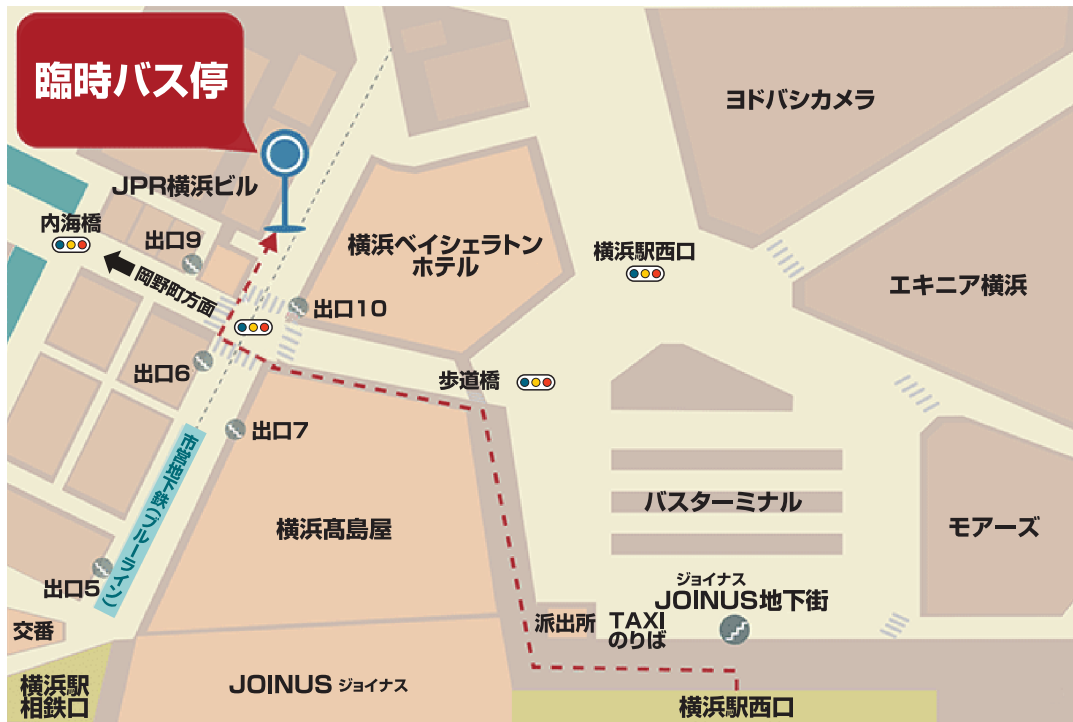 臨時バス停
ヨドバシカメラ
JPR横浜ビル
内海橋
出口9
岡野町方面
横浜ベイシェラトン
ホテル
横浜駅西口
エキニア横浜
出口10
出口6
歩道橋
出口7
市営地下鉄(ブルーライン)
横浜髙島屋
バスターミナル
モアーズ
出口5
ジョイナス
JOINUS地下街
交番
派出所
TAXI
のりば
横浜駅
相鉄口
JOINUS ジョイナス
横浜駅西口